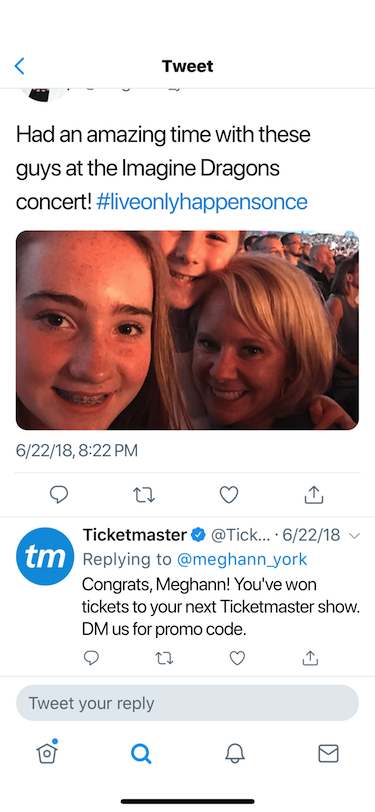 Tweet
Had an amazing time with these
guys at the Imagine Dragons
concert! #liveonlyhappensonce
6/22/18, 8:22 PM
tm
Ticketmaster @Tick... · 6/22/18
Replying to @meghann_york
Congrats, Meghann! You've won
tickets to your next Ticketmaster show.
DM us for promo code.
Tweet your reply